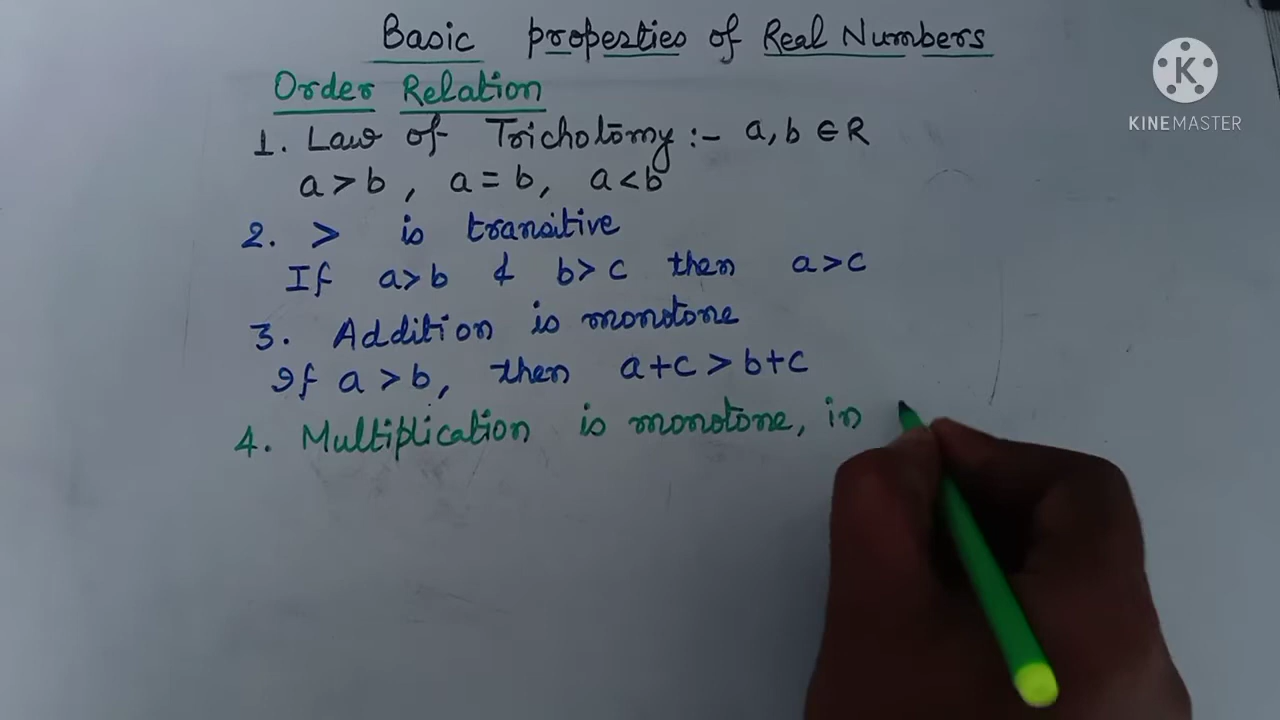 Basic properties of Real Numbers
Order Relation
1. Law of Trichotomy :- a, b ∈ R
a > b , a = b, a < b
2. > is transitive
If a > b & b > c then a > c
3. Addition is monotone
If a > b, then a + c > b + c
4. Multiplication is monotone, in
K
KINEMASTER